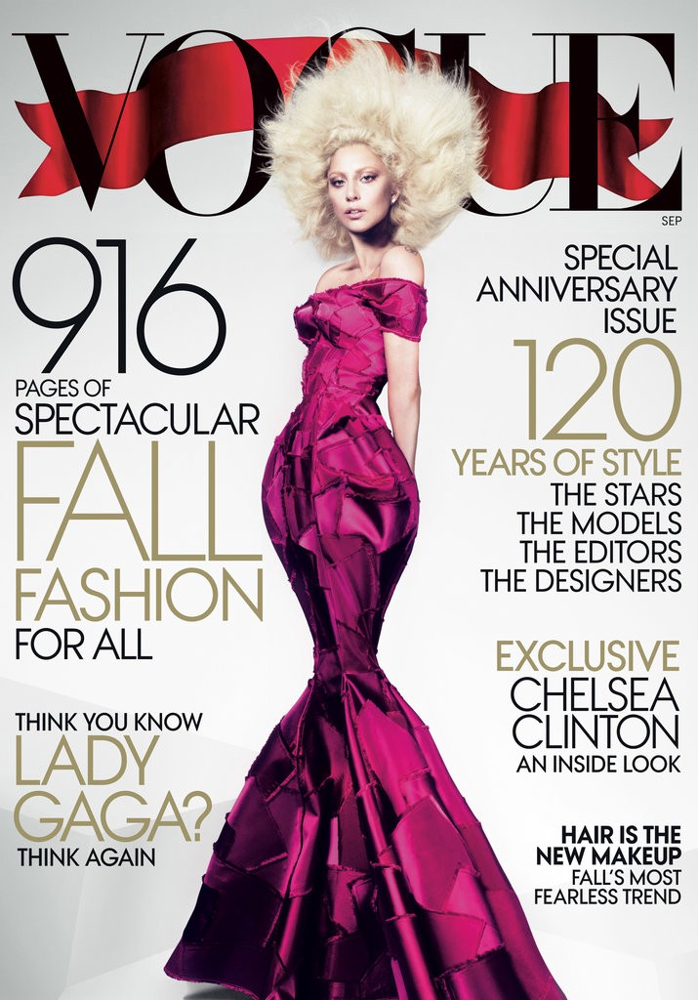 VOGUE
SEP
916
PAGES OF
SPECTACULAR
FALL
FASHION
FOR ALL
THINK YOU KNOW
LADY
GAGA?
THINK AGAIN
SPECIAL
ANNIVERSARY
ISSUE
120
YEARS OF STYLE
THE STARS
THE MODELS
THE EDITORS
THE DESIGNERS
EXCLUSIVE
CHELSEA
CLINTON
AN INSIDE LOOK
HAIR IS THE
NEW MAKEUP
FALL'S MOST
FEARLESS TREND